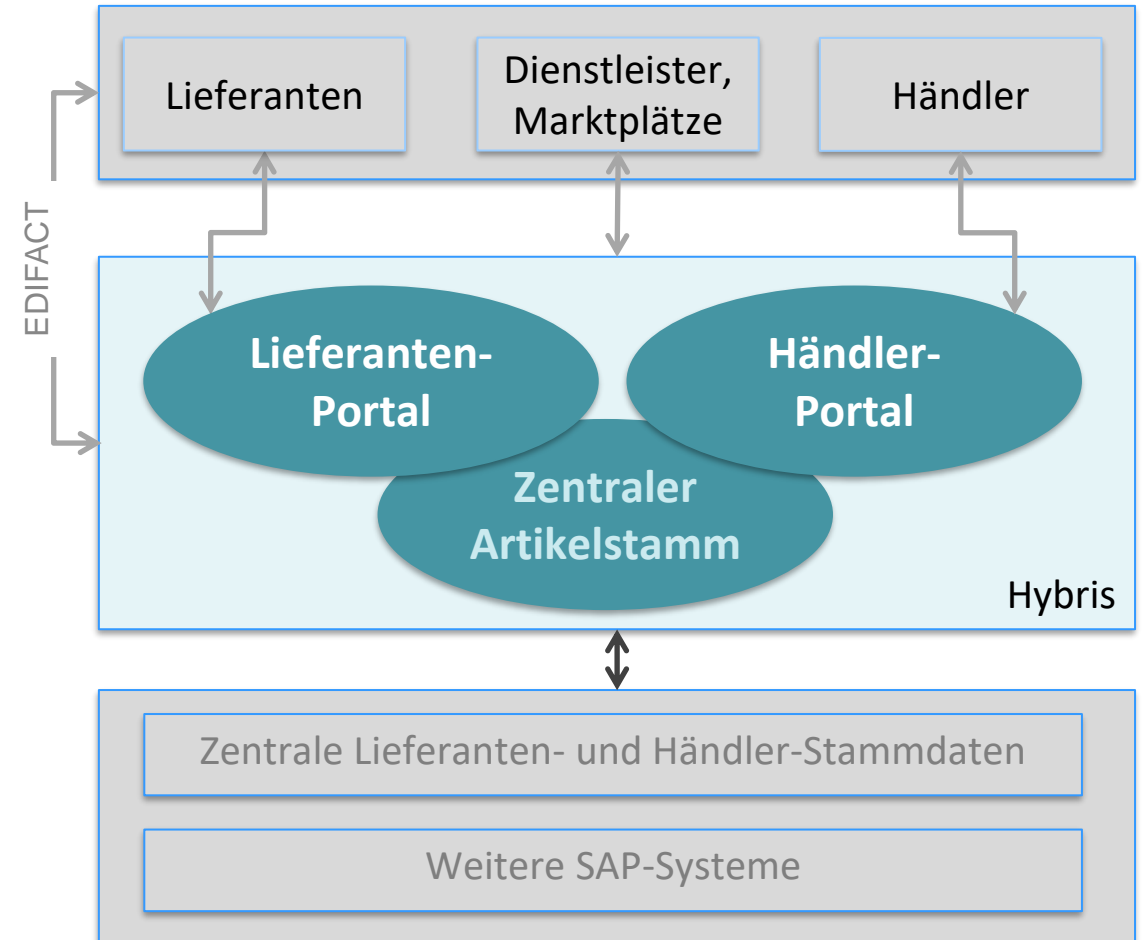 Lieferanten
Dienstleister,
Marktplätze
Händler
EDIFACT
Lieferanten-
Portal
Händler-
Portal
Zentraler
Artikelstamm
Hybris
Zentrale Lieferanten- und Händler-Stammdaten
Weitere SAP-Systeme